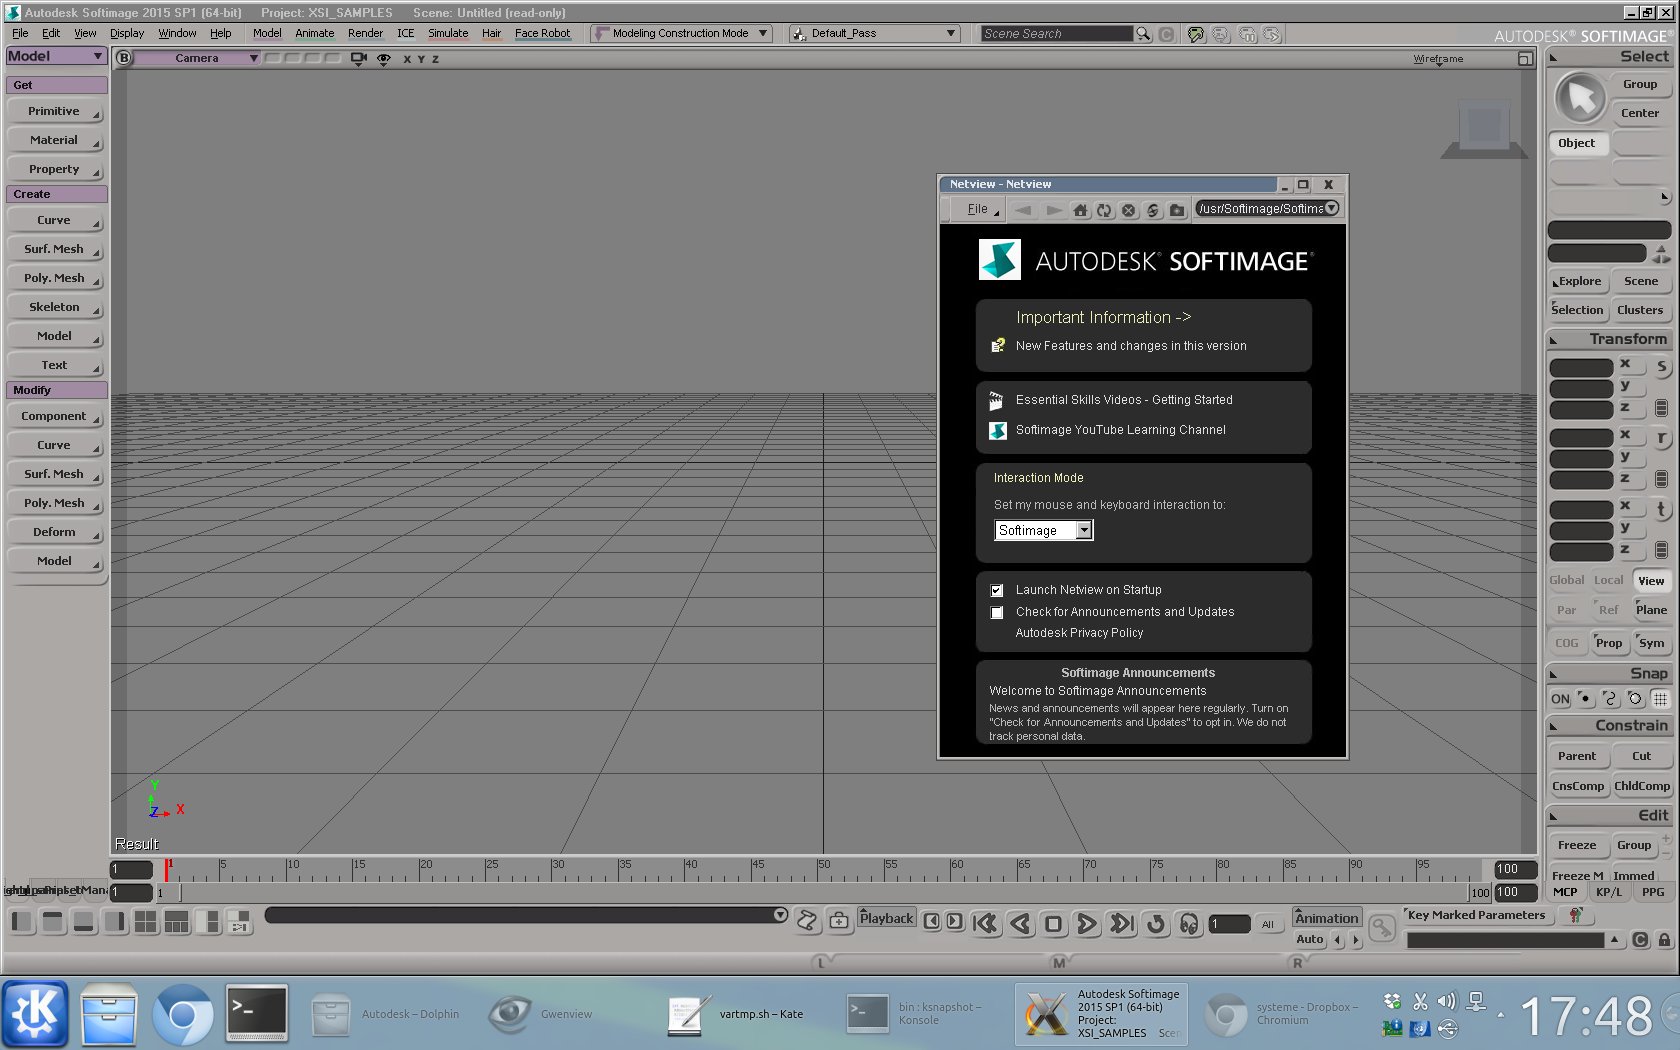 Autodesk Softimage 2015 SP1 (64-bit)    Project: XSI_SAMPLES    Scene: Untitled (read-only)
File Edit View Display Window Help Model Animate Render ICE Simulate Hair Face Robot Modeling Construction Mode Default_Pass Scene Search AUTODESK® SOFTIMAGE®
Model
B Camera X Y Z Wireframe
Get
Primitive
Material
Property
Create
Curve
Surf. Mesh
Poly. Mesh
Skeleton
Model
Text
Modify
Component
Curve
Surf. Mesh
Poly. Mesh
Deform
Model
Y
Z X
Result
Netview - Netview
File /usr/Softimage/Softima
AUTODESK® SOFTIMAGE®
Important Information ->
New Features and changes in this version
Essential Skills Videos - Getting Started
Softimage YouTube Learning Channel
Interaction Mode
Set my mouse and keyboard interaction to:
Softimage
Launch Netview on Startup
Check for Announcements and Updates
Autodesk Privacy Policy
Softimage Announcements
Welcome to Softimage Announcements
News and announcements will appear here regularly. Turn on
"Check for Announcements and Updates" to opt in. We do not
track personal data.
Select
Group
Center
Object
Explore Scene
Selection Clusters
Transform
x s
y
z
x r
y
z
x t
y
z
Global Local View
Par Ref Plane
COG Prop Sym
Snap
ON
Constrain
Parent Cut
CnsComp ChldComp
Edit
Freeze Group
Freeze M Immed
MCP KP/L PPG
1 1 5 10 15 20 25 30 35 40 45 50 55 60 65 70 75 80 85 90 95 100
1 1 100 100
Playback 1 All Animation Key Marked Parameters
Auto
L M R
Autodesk – Dolphin
Gwenview
vartmp.sh – Kate
bin : ksnapshot –
Konsole
Autodesk Softimage
2015 SP1 (64-bit)
Project:
XSI_SAMPLES Scen
systeme - Dropbox –
Chromium
17:48